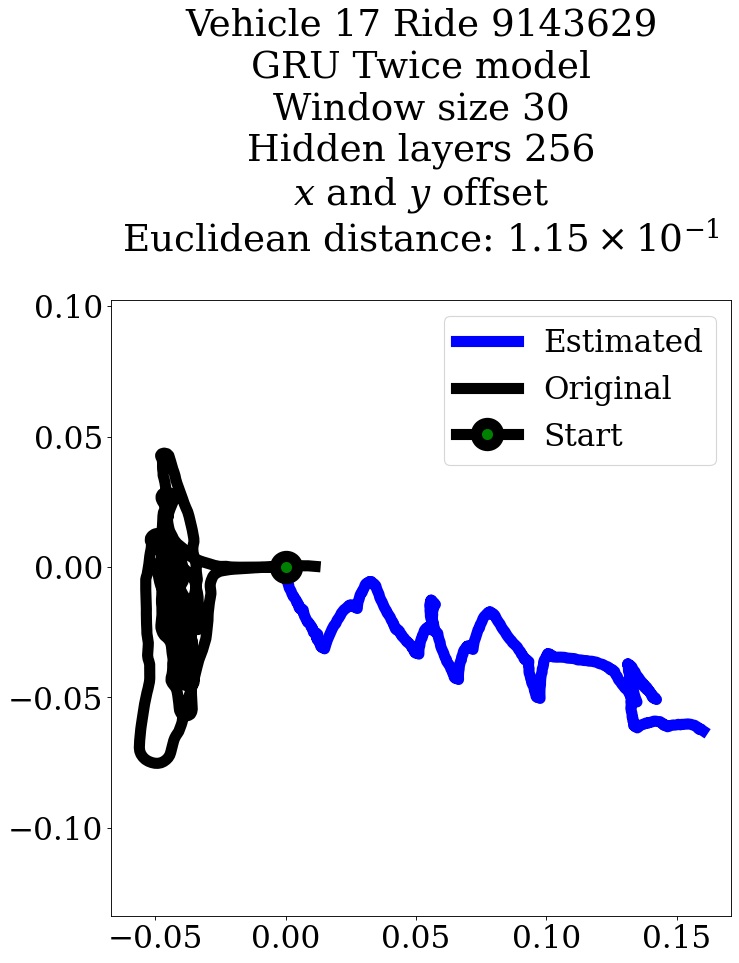 Vehicle 17 Ride 9143629
GRU Twice model
Window size 30
Hidden layers 256
x and y offset
Euclidean distance: 1.15 × 10⁻¹
Estimated
Original
Start
0.10
0.05
0.00
−0.05
−0.10
−0.05 0.00 0.05 0.10 0.15